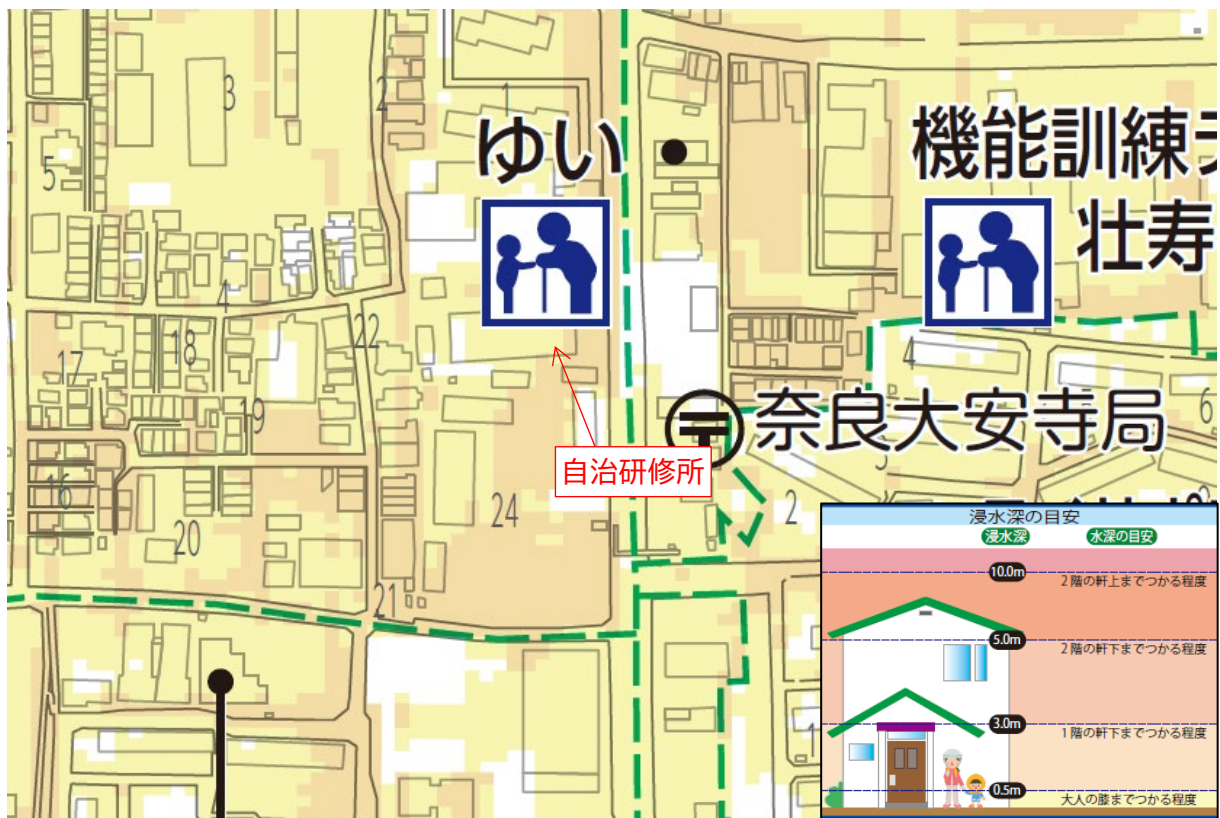 3
2
1
5
ゆい
機能訓練デ
壮寿
4
22
18
17
4
19
奈良大安寺局
6
自治研修所
3
16
24
2
20
21
1
浸水深の目安
浸水深
水深の目安
10.0m
2階の軒上までつかる程度
5.0m
2階の軒下までつかる程度
3.0m
1階の軒下までつかる程度
0.5m
大人の膝までつかる程度